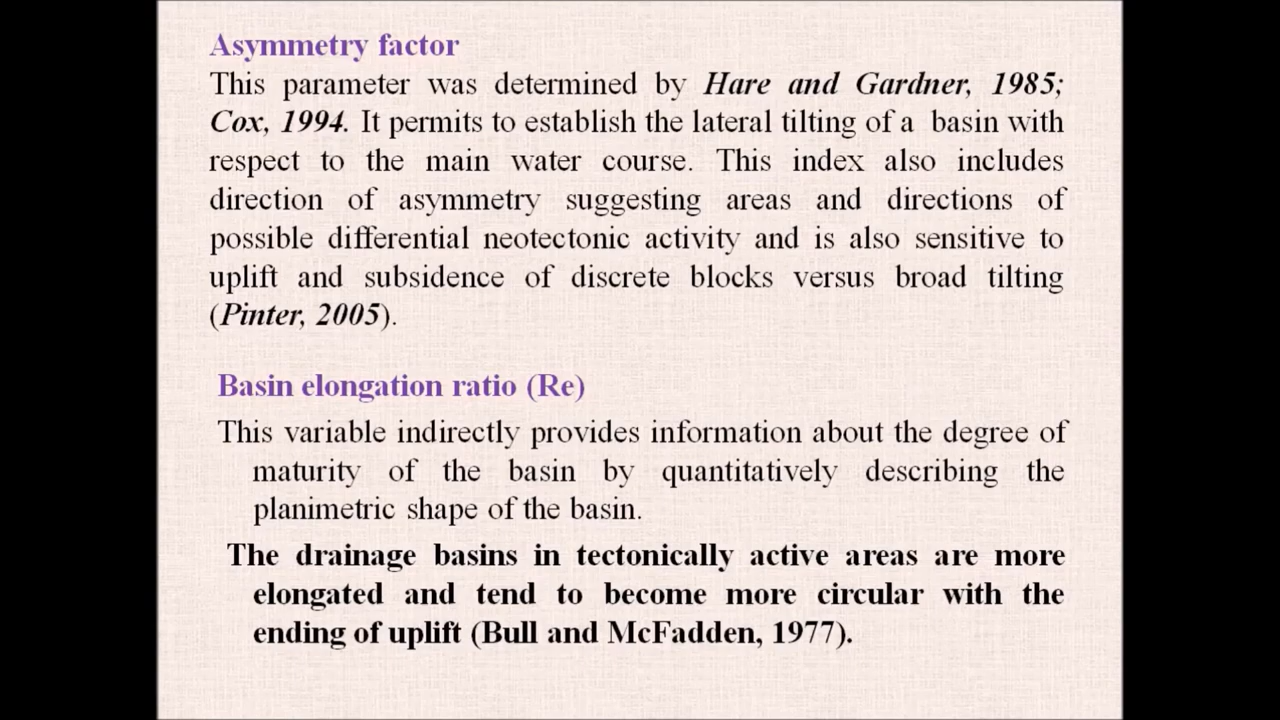 Asymmetry factor
This parameter was determined by Hare and Gardner, 1985;
Cox, 1994. It permits to establish the lateral tilting of a basin with
respect to the main water course. This index also includes
direction of asymmetry suggesting areas and directions of
possible differential neotectonic activity and is also sensitive to
uplift and subsidence of discrete blocks versus broad tilting
(Pinter, 2005).
Basin elongation ratio (Re)
This variable indirectly provides information about the degree of
maturity of the basin by quantitatively describing the
planimetric shape of the basin.
The drainage basins in tectonically active areas are more
elongated and tend to become more circular with the
ending of uplift (Bull and McFadden, 1977).